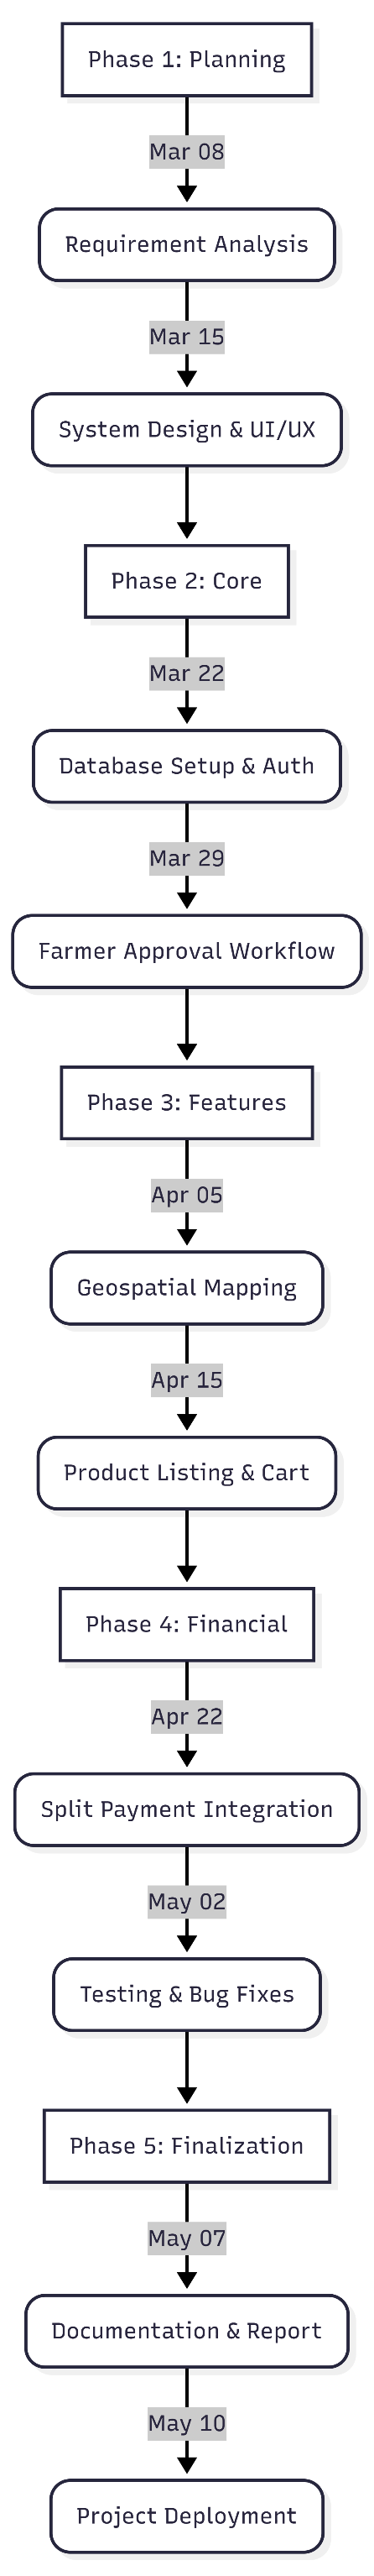 Phase 1: Planning
Mar 08
Requirement Analysis
Mar 15
System Design & UI/UX
Phase 2: Core
Mar 22
Database Setup & Auth
Mar 29
Farmer Approval Workflow
Phase 3: Features
Apr 05
Geospatial Mapping
Apr 15
Product Listing & Cart
Phase 4: Financial
Apr 22
Split Payment Integration
May 02
Testing & Bug Fixes
Phase 5: Finalization
May 07
Documentation & Report
May 10
Project Deployment